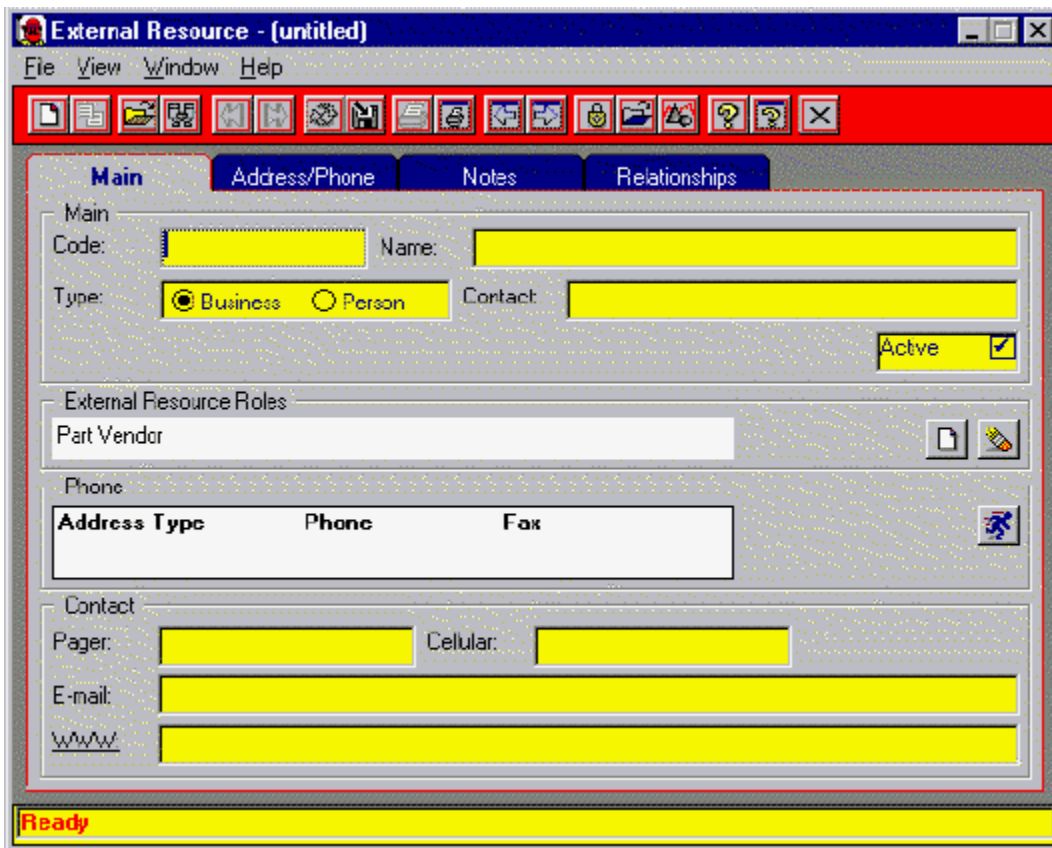 External Resource - (untitled)
File View Window Help
Main Address/Phone Notes Relationships
Main
Code: Name:
Type: Business Person Contact:
Active
External Resource Roles
Part Vendor
Phone
Address Type Phone Fax
Contact
Pager: Cellular:
E-mail:
WWW:
Ready